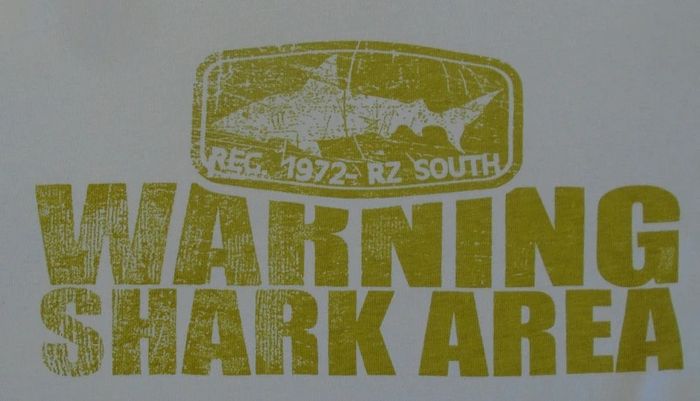 REG. 1972- RZ SOUTH
WARNING
SHARK AREA